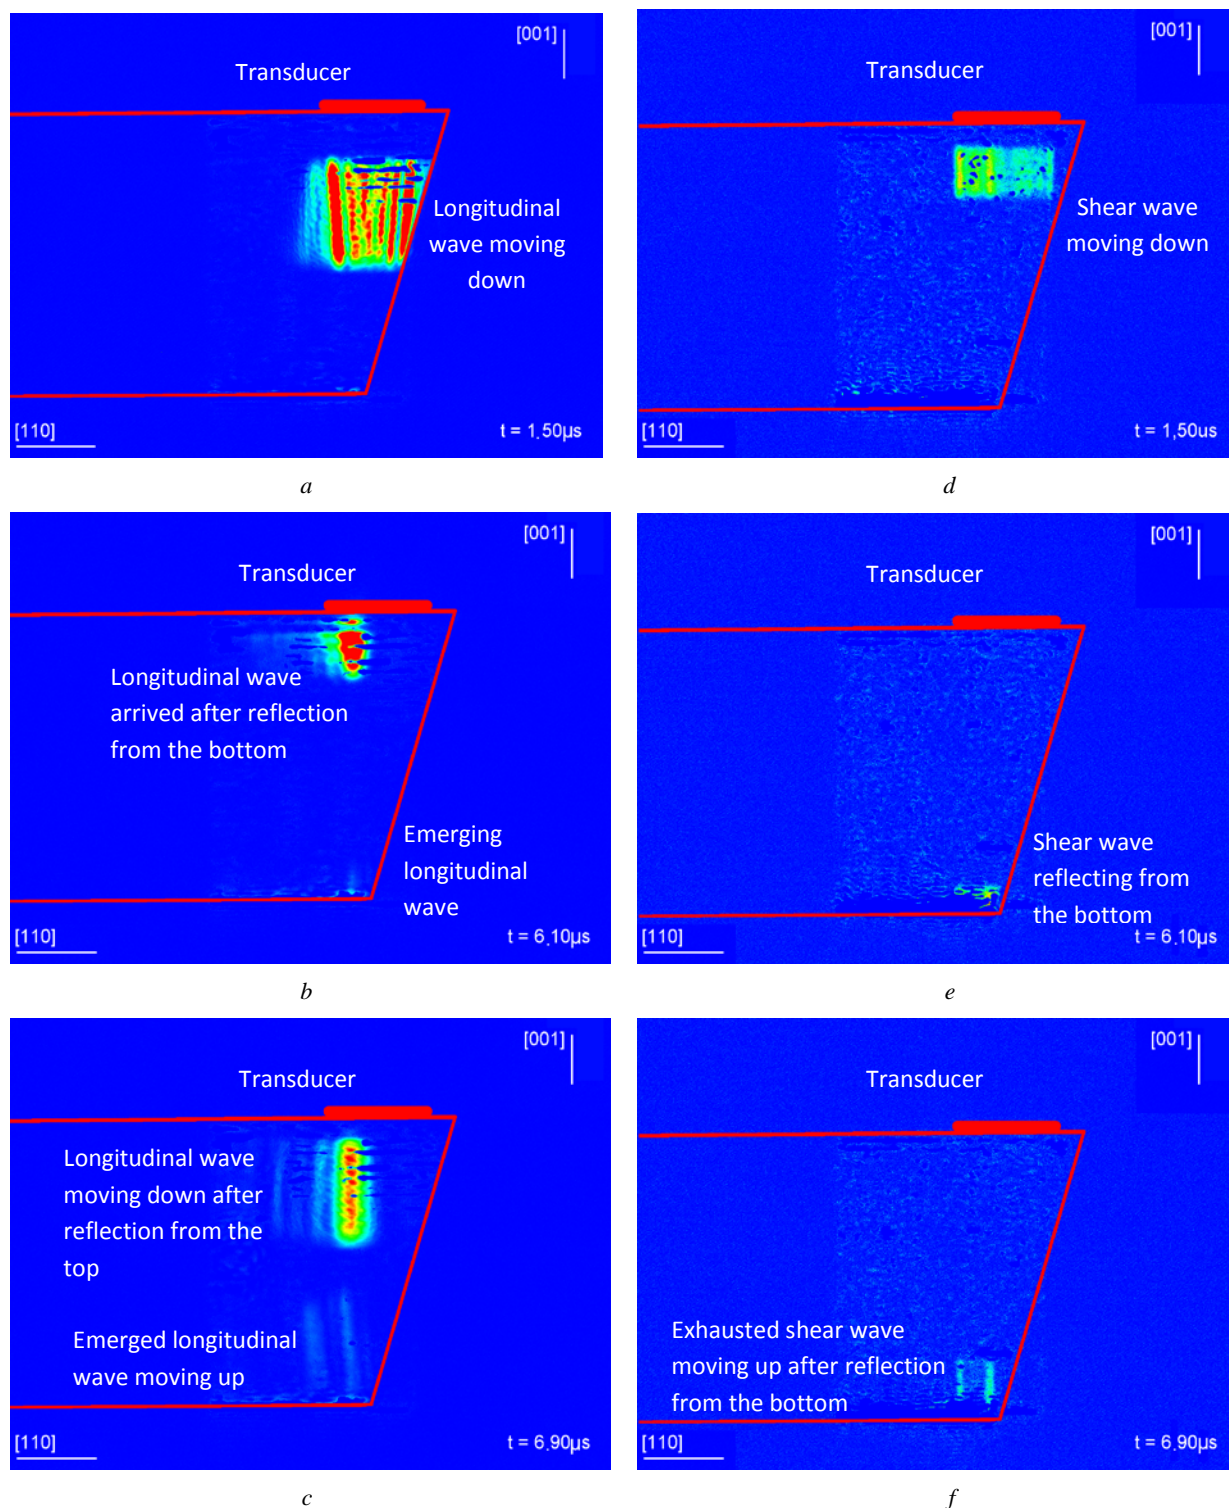 [001]
Transducer
Longitudinal
wave moving
down
[110]
t = 1.50µs
a
[001]
Transducer
Shear wave
moving down
[110]
t = 1,50us
d
[001]
Transducer
Longitudinal wave
arrived after reflection
from the bottom
Emerging
longitudinal
wave
[110]
t = 6.10µs
b
[001]
Transducer
Shear wave
reflecting from
the bottom
[110]
t = 6.10µs
e
[001]
Transducer
Longitudinal wave
moving down after
reflection from the
top
Emerged longitudinal
wave moving up
[110]
t = 6.90µs
c
[001]
Transducer
Exhausted shear wave
moving up after reflection
from the bottom
[110]
t = 6.90µs
f